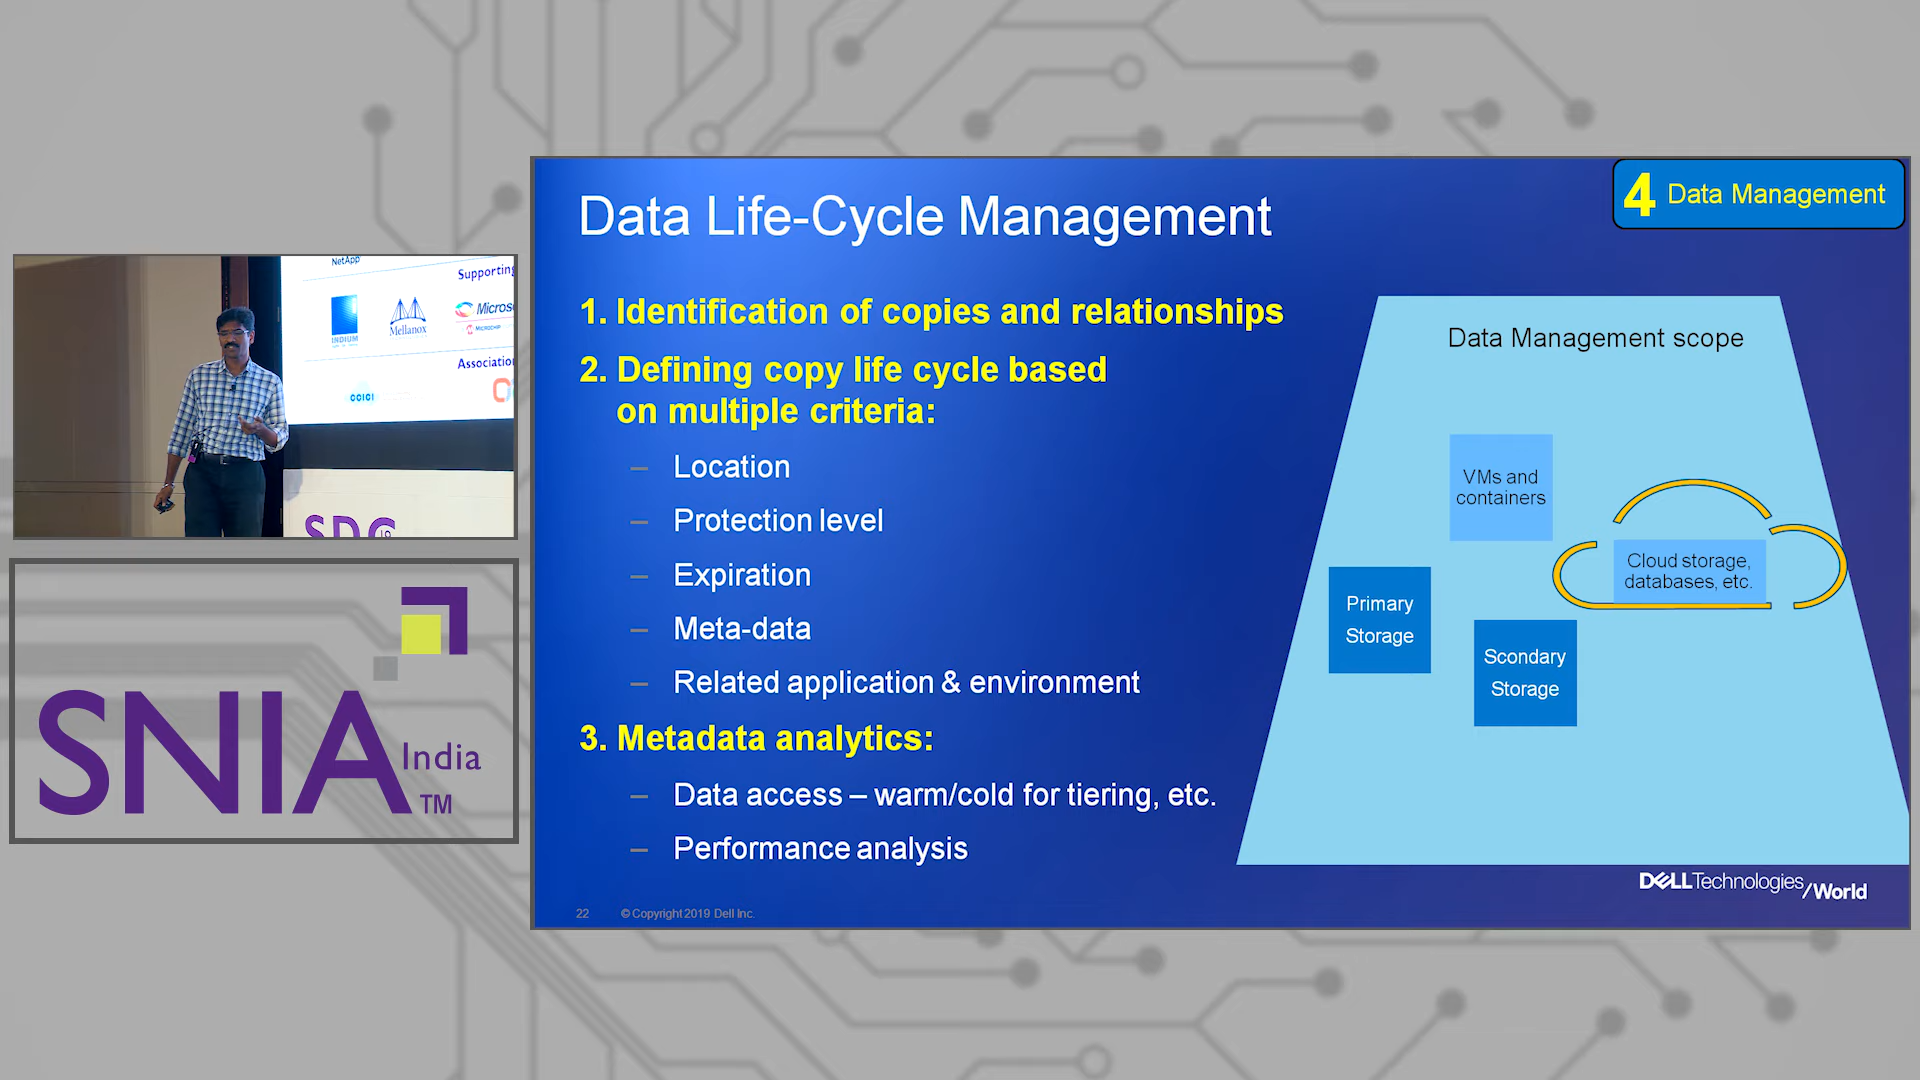 NetApp
Supporting
INDIUM
Mellanox
MICROCHIP
CCICI
SNIA
India
TM
4 Data Management
Data Life-Cycle Management
1. Identification of copies and relationships
2. Defining copy life cycle based
on multiple criteria:
– Location
– Protection level
– Expiration
– Meta-data
– Related application & environment
3. Metadata analytics:
– Data access – warm/cold for tiering, etc.
– Performance analysis
Data Management scope
VMs and
containers
Cloud storage,
databases, etc.
Primary
Storage
Scondary
Storage
22 © Copyright 2019 Dell Inc.
DELLTechnologies/World